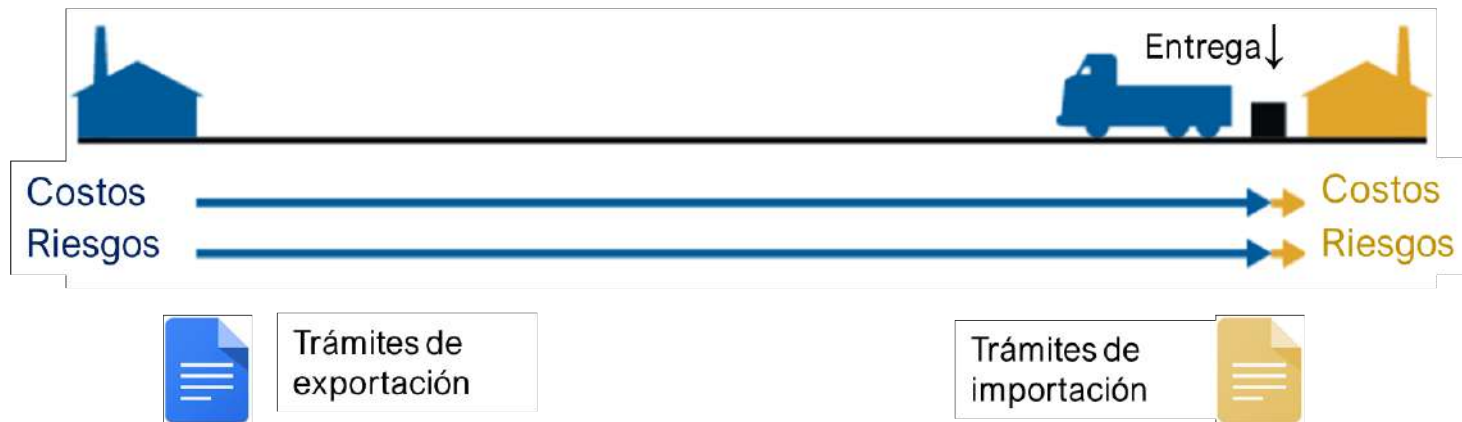 Entrega↓
Costos
Costos
Riesgos
Riesgos
Trámites de
exportación
Trámites de
importación